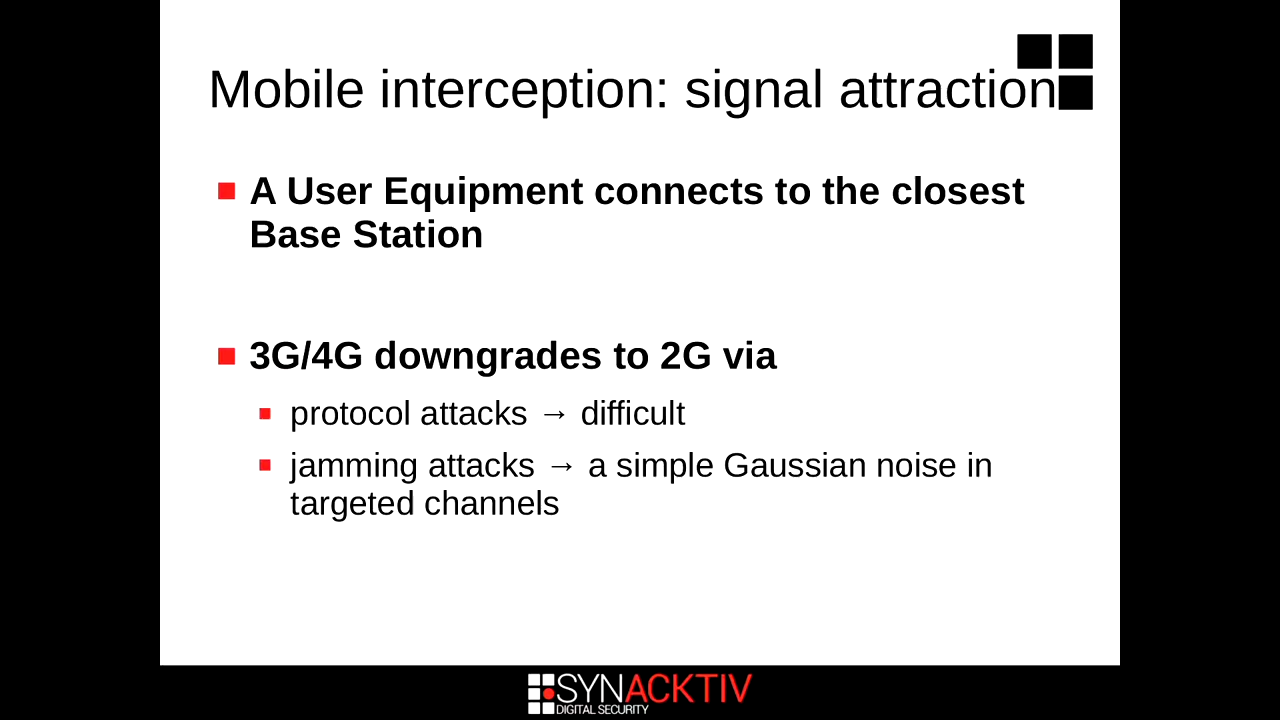 Mobile interception: signal attraction
A User Equipment connects to the closest
Base Station
3G/4G downgrades to 2G via
protocol attacks → difficult
jamming attacks → a simple Gaussian noise in
targeted channels
SYNACKTIV
DIGITAL SECURITY